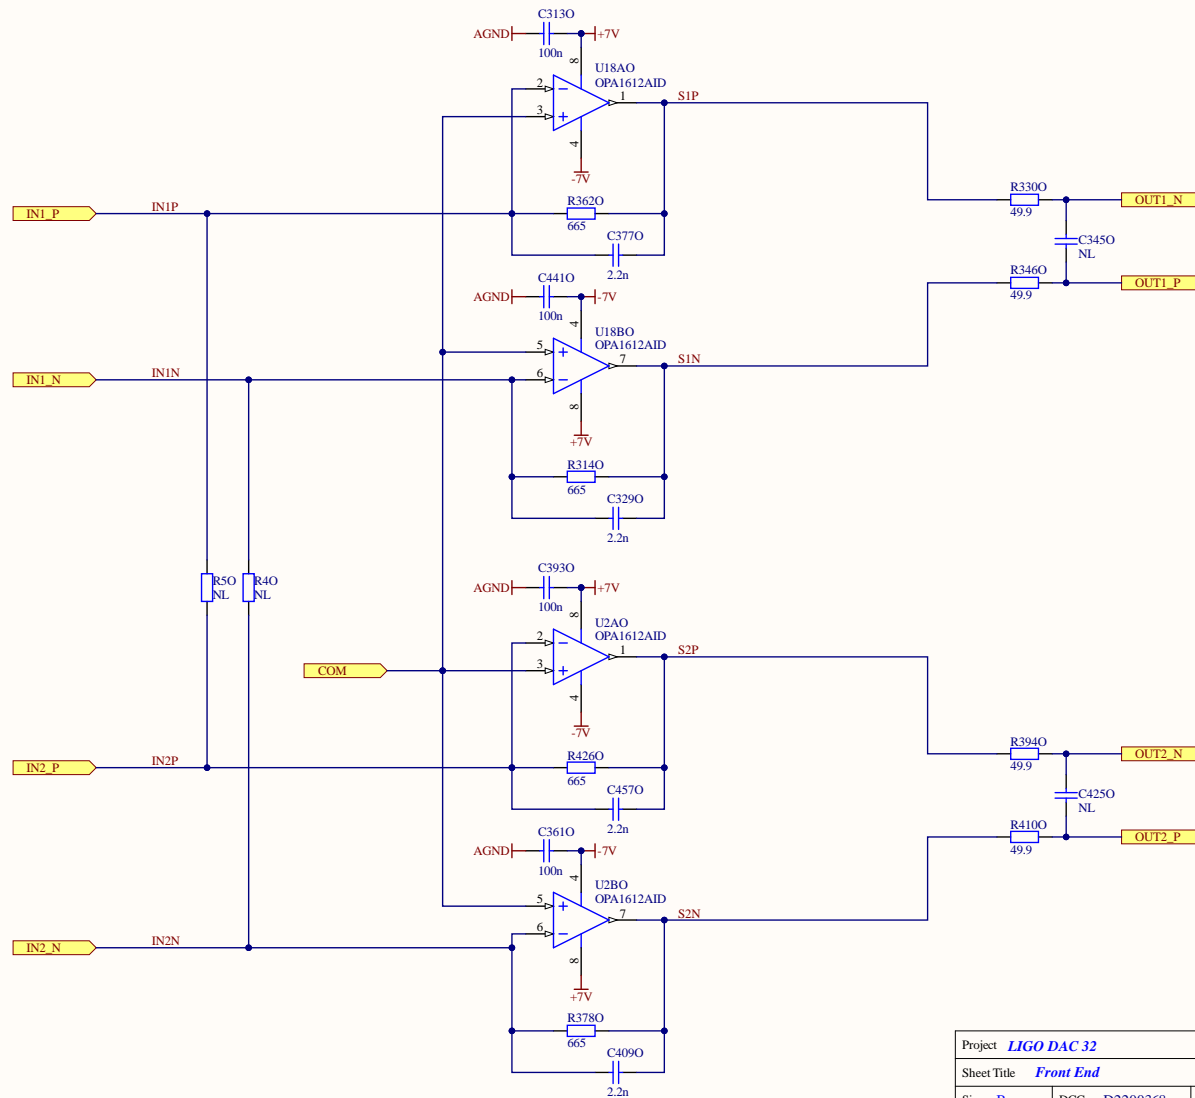 C313O
AGND
+7V
100n
8
U18AO
OPA1612AID
2
3
1
S1P
4
-7V
IN1_P
IN1P
R362O
665
C377O
2.2n
R330O
49.9
OUT1_N
C345O
NL
R346O
49.9
OUT1_P
C441O
AGND
-7V
100n
4
U18BO
OPA1612AID
5
6
7
S1N
8
+7V
IN1_N
IN1N
R314O
665
C329O
2.2n
R5O
NL
R4O
NL
C393O
AGND
+7V
100n
8
U2AO
OPA1612AID
2
3
1
S2P
COM
4
-7V
IN2_P
IN2P
R426O
665
C457O
2.2n
R394O
49.9
OUT2_N
C425O
NL
R410O
49.9
OUT2_P
C361O
AGND
-7V
100n
4
U2BO
OPA1612AID
5
6
7
S2N
8
+7V
IN2_N
IN2N
R378O
665
C409O
2.2n
Project LIGO DAC 32
Sheet Title Front End